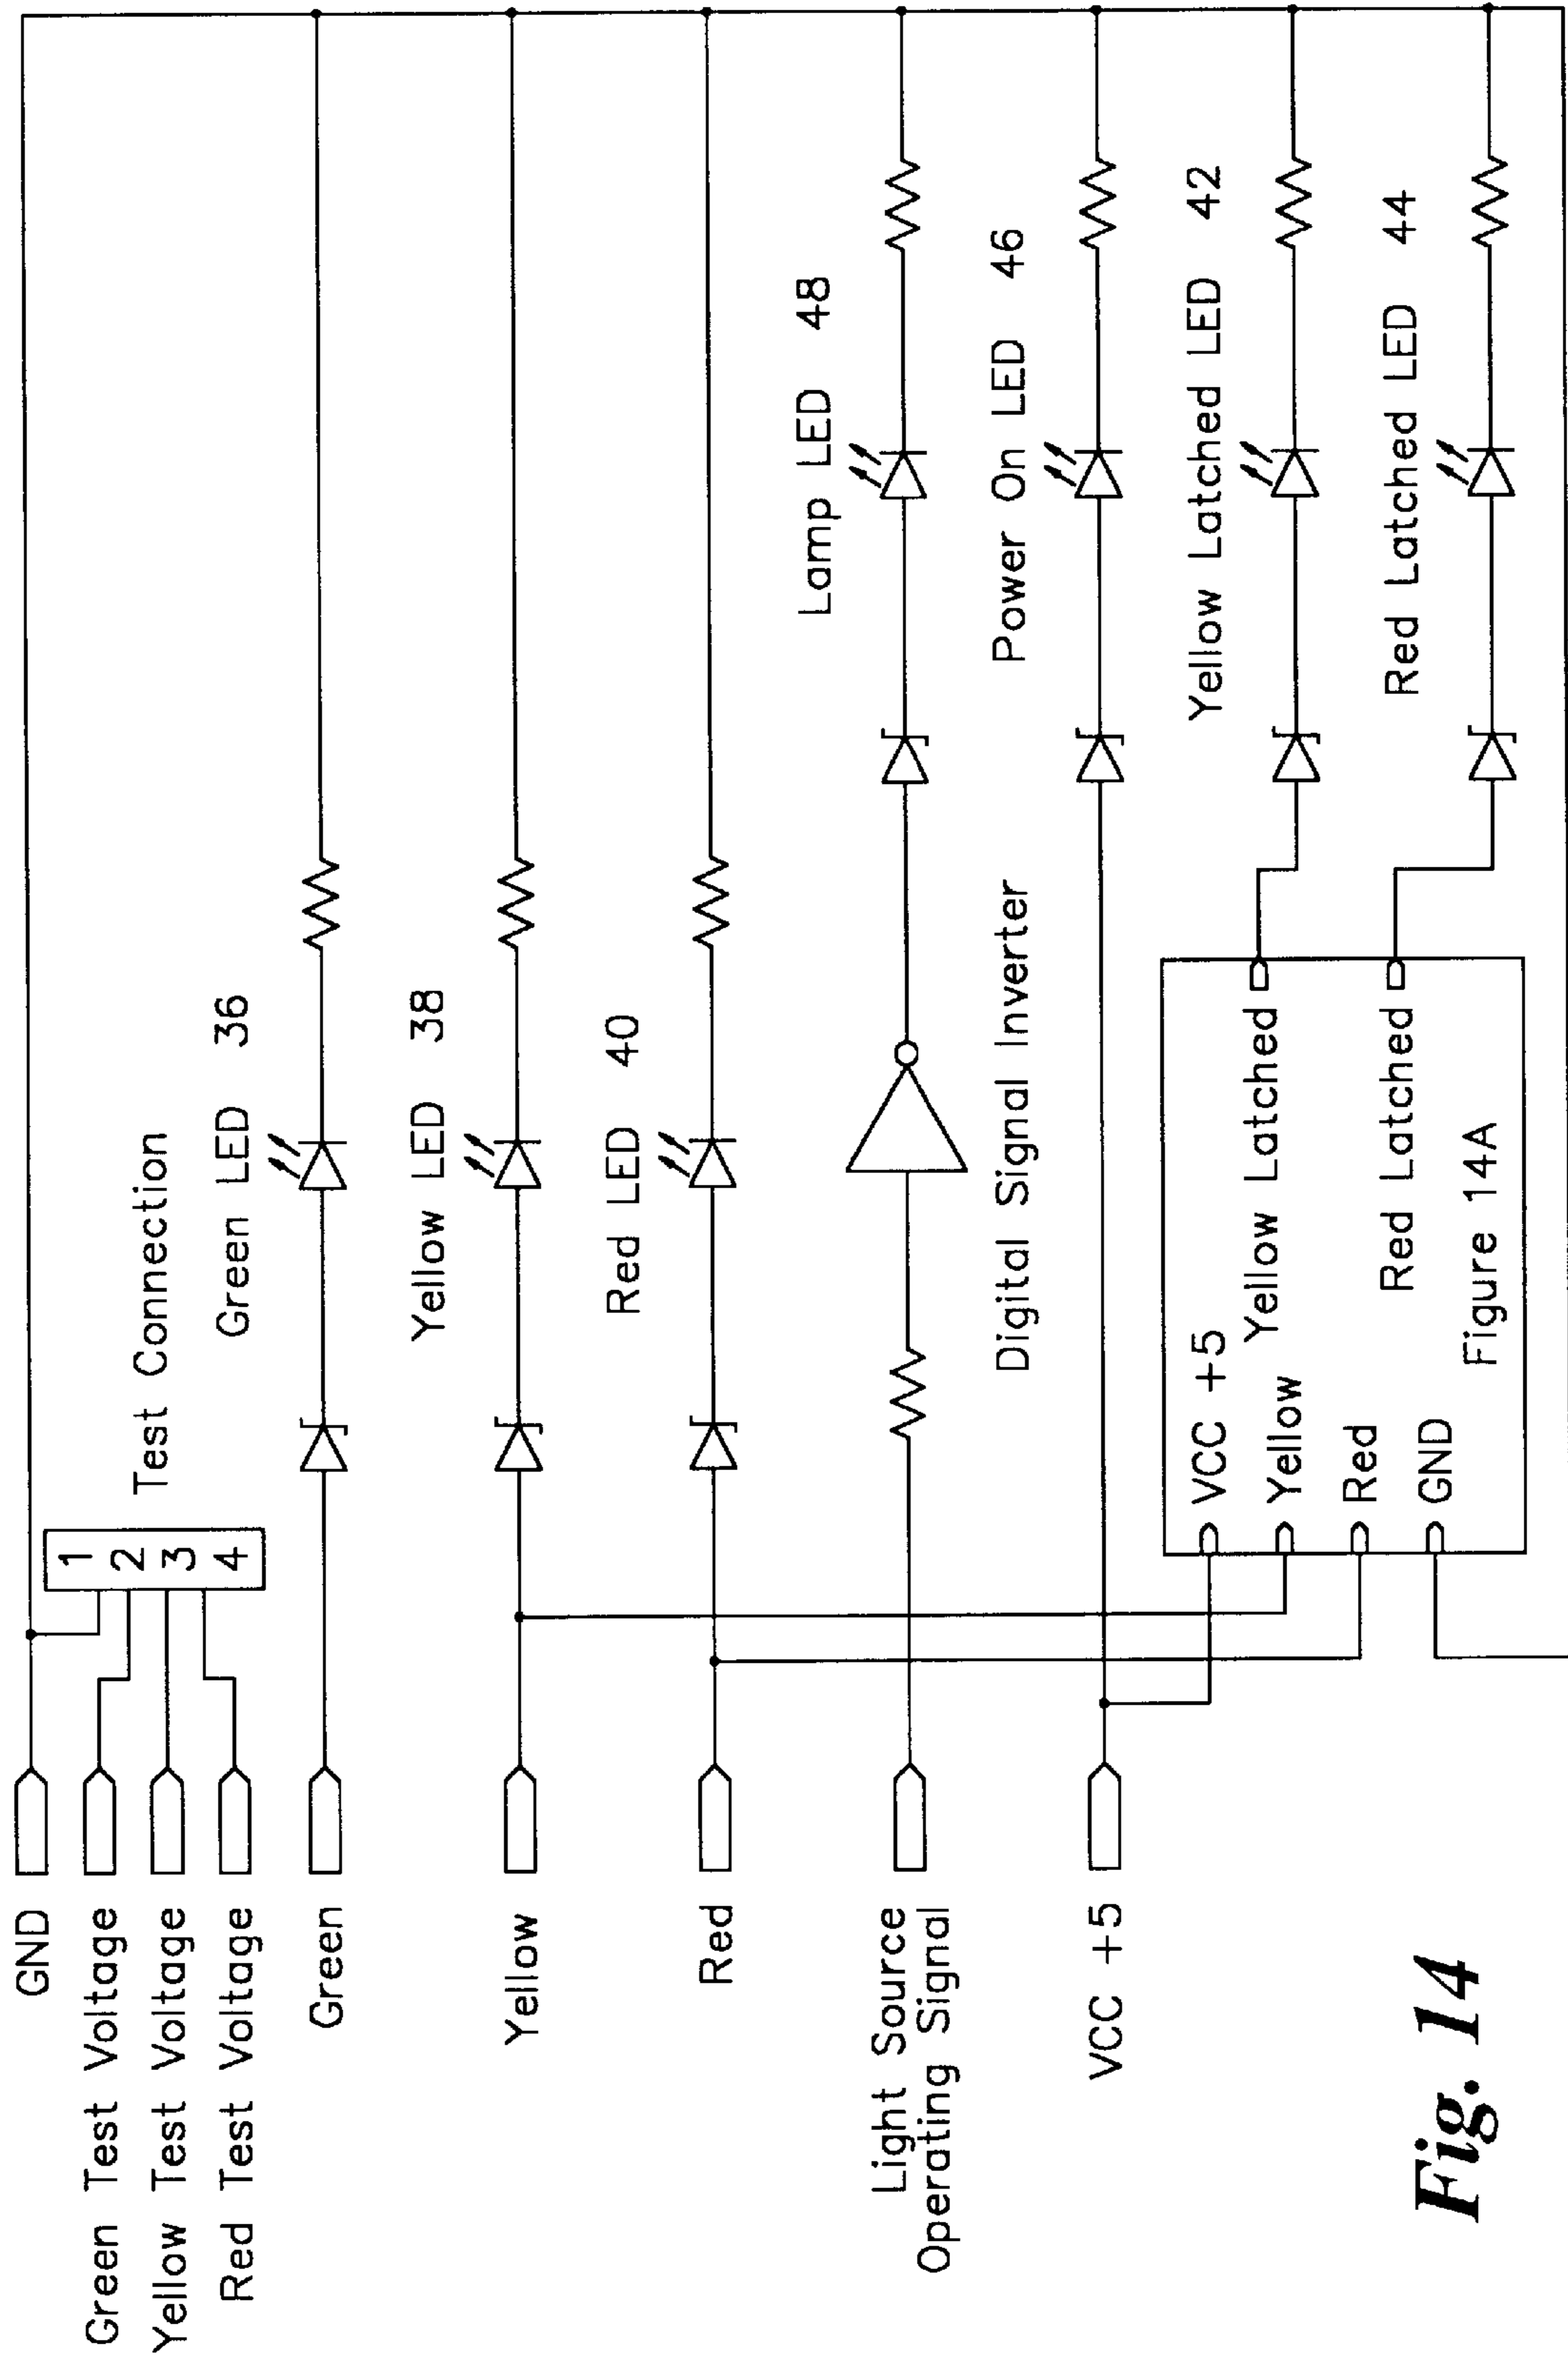 GND
Green Test Voltage
Yellow Test Voltage
Red Test Voltage
1
2
3
4
Test Connection
Green
Green LED 36
Yellow
Yellow LED 38
Red
Red LED 40
Light Source
Operating Signal
Digital Signal Inverter
Lamp LED 48
VCC +5
Power On LED 46
VCC +5
Yellow
Red
GND
Yellow Latched
Red Latched
Figure 14A
Yellow Latched LED 42
Red Latched LED 44
Fig. 14